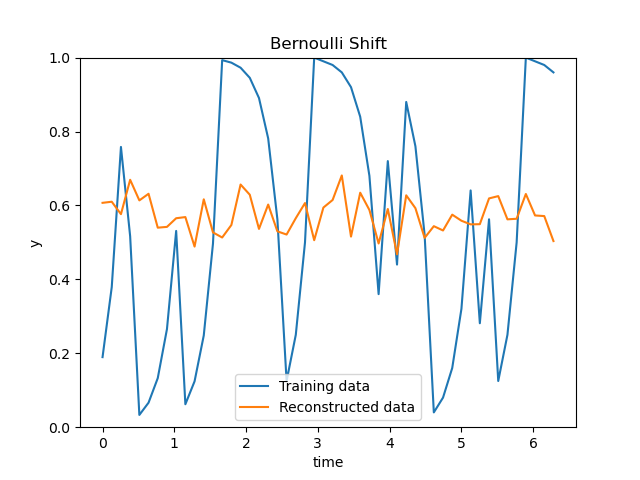 Bernoulli Shift
1.0
0.8
0.6
0.4
0.2
0.0
y
Training data
Reconstructed data
0 1 2 3 4 5 6
time